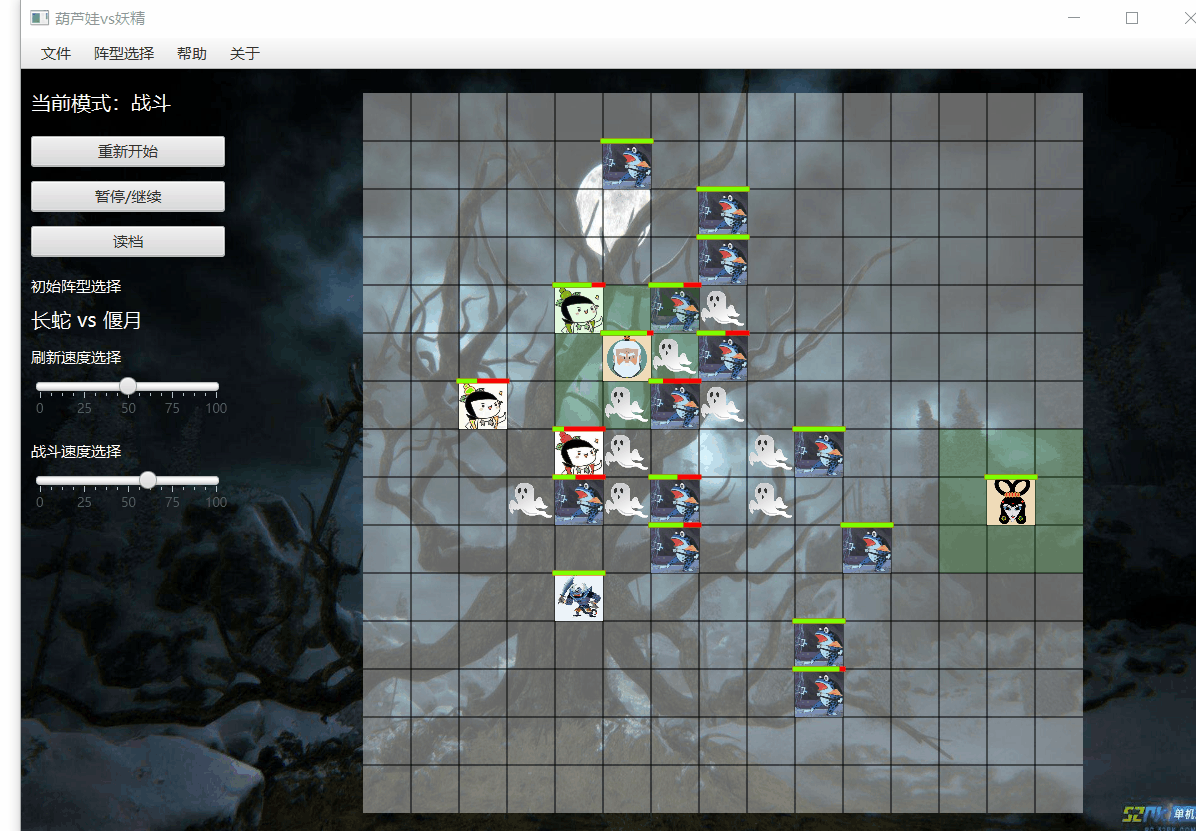 葫芦娃vs妖精
文件 阵型选择 帮助 关于
当前模式：战斗
重新开始
暂停/继续
读档
初始阵型选择
长蛇 vs 偃月
刷新速度选择
0 25 50 75 100
战斗速度选择
0 25 50 75 100
单机